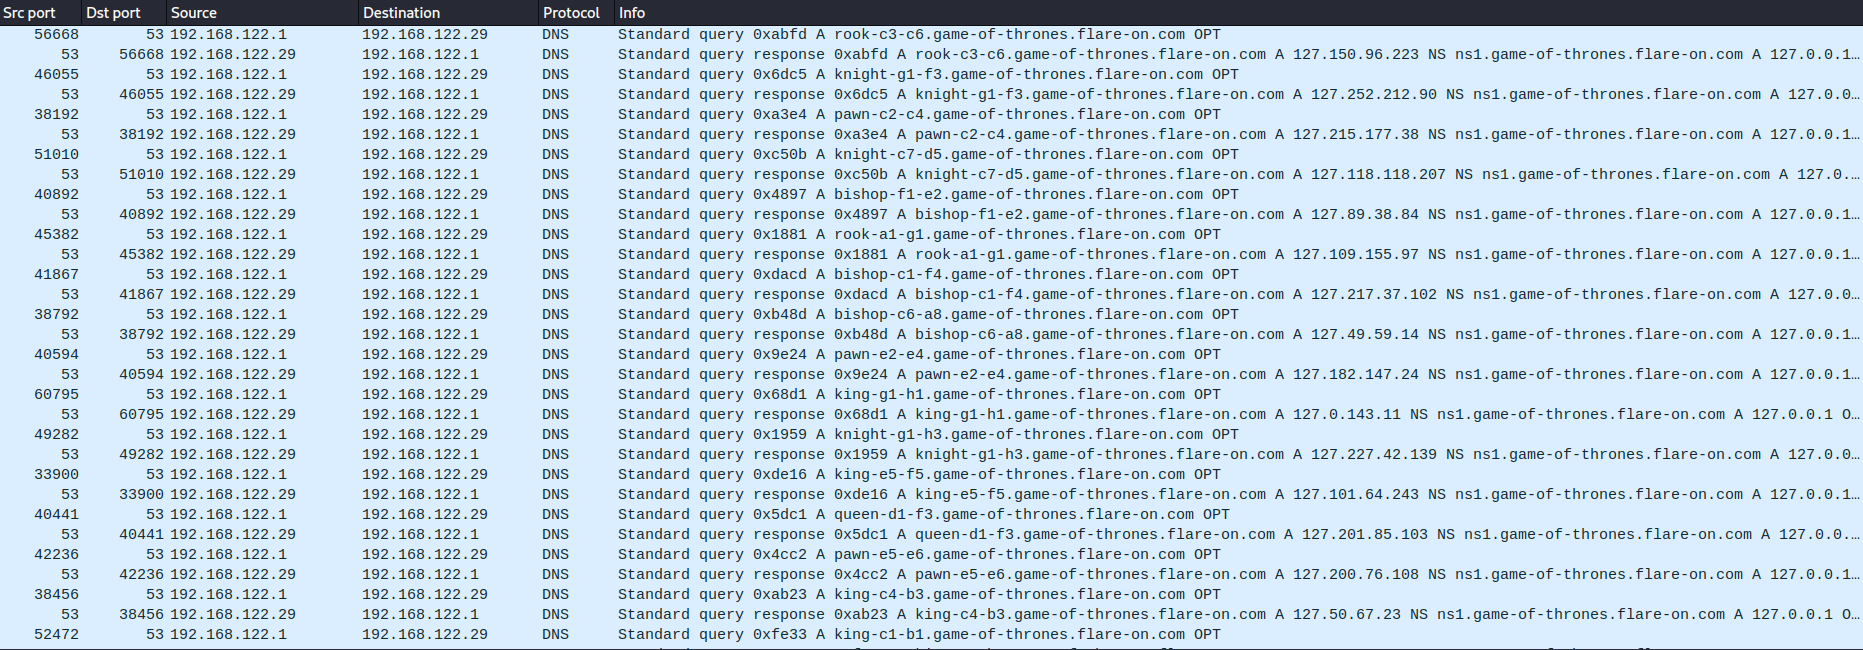 Src port Dst port Source Destination Protocol Info
56668 53 192.168.122.1 192.168.122.29 DNS Standard query 0xabfd A rook-c3-c6.game-of-thrones.flare-on.com OPT
53 56668 192.168.122.29 192.168.122.1 DNS Standard query response 0xabfd A rook-c3-c6.game-of-thrones.flare-on.com A 127.150.96.223 NS ns1.game-of-thrones.flare-on.com A 127.0.0.1…
46055 53 192.168.122.1 192.168.122.29 DNS Standard query 0x6dc5 A knight-g1-f3.game-of-thrones.flare-on.com OPT
53 46055 192.168.122.29 192.168.122.1 DNS Standard query response 0x6dc5 A knight-g1-f3.game-of-thrones.flare-on.com A 127.252.212.90 NS ns1.game-of-thrones.flare-on.com A 127.0.0…
38192 53 192.168.122.1 192.168.122.29 DNS Standard query 0xa3e4 A pawn-c2-c4.game-of-thrones.flare-on.com OPT
53 38192 192.168.122.29 192.168.122.1 DNS Standard query response 0xa3e4 A pawn-c2-c4.game-of-thrones.flare-on.com A 127.215.177.38 NS ns1.game-of-thrones.flare-on.com A 127.0.0.1…
51010 53 192.168.122.1 192.168.122.29 DNS Standard query 0xc50b A knight-c7-d5.game-of-thrones.flare-on.com OPT
53 51010 192.168.122.29 192.168.122.1 DNS Standard query response 0xc50b A knight-c7-d5.game-of-thrones.flare-on.com A 127.118.118.207 NS ns1.game-of-thrones.flare-on.com A 127.0.…
40892 53 192.168.122.1 192.168.122.29 DNS Standard query 0x4897 A bishop-f1-e2.game-of-thrones.flare-on.com OPT
53 40892 192.168.122.29 192.168.122.1 DNS Standard query response 0x4897 A bishop-f1-e2.game-of-thrones.flare-on.com A 127.89.38.84 NS ns1.game-of-thrones.flare-on.com A 127.0.0.1…
45382 53 192.168.122.1 192.168.122.29 DNS Standard query 0x1881 A rook-a1-g1.game-of-thrones.flare-on.com OPT
53 45382 192.168.122.29 192.168.122.1 DNS Standard query response 0x1881 A rook-a1-g1.game-of-thrones.flare-on.com A 127.109.155.97 NS ns1.game-of-thrones.flare-on.com A 127.0.0.1…
41867 53 192.168.122.1 192.168.122.29 DNS Standard query 0xdacd A bishop-c1-f4.game-of-thrones.flare-on.com OPT
53 41867 192.168.122.29 192.168.122.1 DNS Standard query response 0xdacd A bishop-c1-f4.game-of-thrones.flare-on.com A 127.217.37.102 NS ns1.game-of-thrones.flare-on.com A 127.0.0…
38792 53 192.168.122.1 192.168.122.29 DNS Standard query 0xb48d A bishop-c6-a8.game-of-thrones.flare-on.com OPT
53 38792 192.168.122.29 192.168.122.1 DNS Standard query response 0xb48d A bishop-c6-a8.game-of-thrones.flare-on.com A 127.49.59.14 NS ns1.game-of-thrones.flare-on.com A 127.0.0.1…
40594 53 192.168.122.1 192.168.122.29 DNS Standard query 0x9e24 A pawn-e2-e4.game-of-thrones.flare-on.com OPT
53 40594 192.168.122.29 192.168.122.1 DNS Standard query response 0x9e24 A pawn-e2-e4.game-of-thrones.flare-on.com A 127.182.147.24 NS ns1.game-of-thrones.flare-on.com A 127.0.0.1…
60795 53 192.168.122.1 192.168.122.29 DNS Standard query 0x68d1 A king-g1-h1.game-of-thrones.flare-on.com OPT
53 60795 192.168.122.29 192.168.122.1 DNS Standard query response 0x68d1 A king-g1-h1.game-of-thrones.flare-on.com A 127.0.143.11 NS ns1.game-of-thrones.flare-on.com A 127.0.0.1 O…
49282 53 192.168.122.1 192.168.122.29 DNS Standard query 0x1959 A knight-g1-h3.game-of-thrones.flare-on.com OPT
53 49282 192.168.122.29 192.168.122.1 DNS Standard query response 0x1959 A knight-g1-h3.game-of-thrones.flare-on.com A 127.227.42.139 NS ns1.game-of-thrones.flare-on.com A 127.0.0…
33900 53 192.168.122.1 192.168.122.29 DNS Standard query 0xde16 A king-e5-f5.game-of-thrones.flare-on.com OPT
53 33900 192.168.122.29 192.168.122.1 DNS Standard query response 0xde16 A king-e5-f5.game-of-thrones.flare-on.com A 127.101.64.243 NS ns1.game-of-thrones.flare-on.com A 127.0.0.1…
40441 53 192.168.122.1 192.168.122.29 DNS Standard query 0x5dc1 A queen-d1-f3.game-of-thrones.flare-on.com OPT
53 40441 192.168.122.29 192.168.122.1 DNS Standard query response 0x5dc1 A queen-d1-f3.game-of-thrones.flare-on.com A 127.201.85.103 NS ns1.game-of-thrones.flare-on.com A 127.0.0.…
42236 53 192.168.122.1 192.168.122.29 DNS Standard query 0x4cc2 A pawn-e5-e6.game-of-thrones.flare-on.com OPT
53 42236 192.168.122.29 192.168.122.1 DNS Standard query response 0x4cc2 A pawn-e5-e6.game-of-thrones.flare-on.com A 127.200.76.108 NS ns1.game-of-thrones.flare-on.com A 127.0.0.1…
38456 53 192.168.122.1 192.168.122.29 DNS Standard query 0xab23 A king-c4-b3.game-of-thrones.flare-on.com OPT
53 38456 192.168.122.29 192.168.122.1 DNS Standard query response 0xab23 A king-c4-b3.game-of-thrones.flare-on.com A 127.50.67.23 NS ns1.game-of-thrones.flare-on.com A 127.0.0.1 O…
52472 53 192.168.122.1 192.168.122.29 DNS Standard query 0xfe33 A king-c1-b1.game-of-thrones.flare-on.com OPT